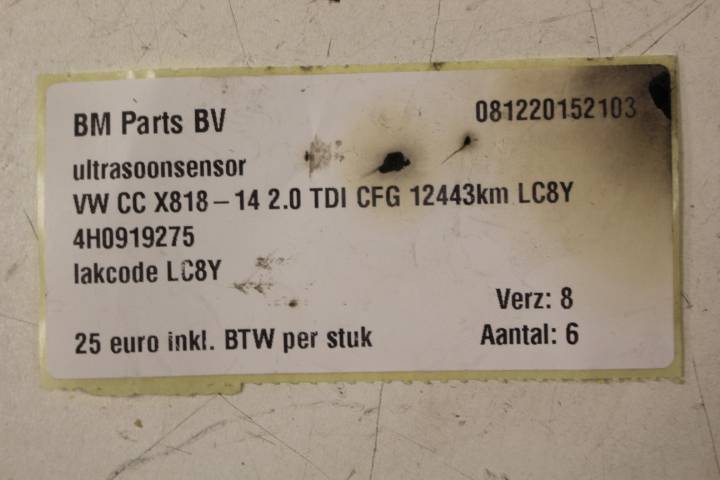 BM Parts BV
081220152103
ultrasoonsensor
VW CC X818-14 2.0 TDI CFG 12443km LC8Y
4H0919275
lakcode LC8Y
Verz: 8
25 euro inkl. BTW per stuk
Aantal: 6